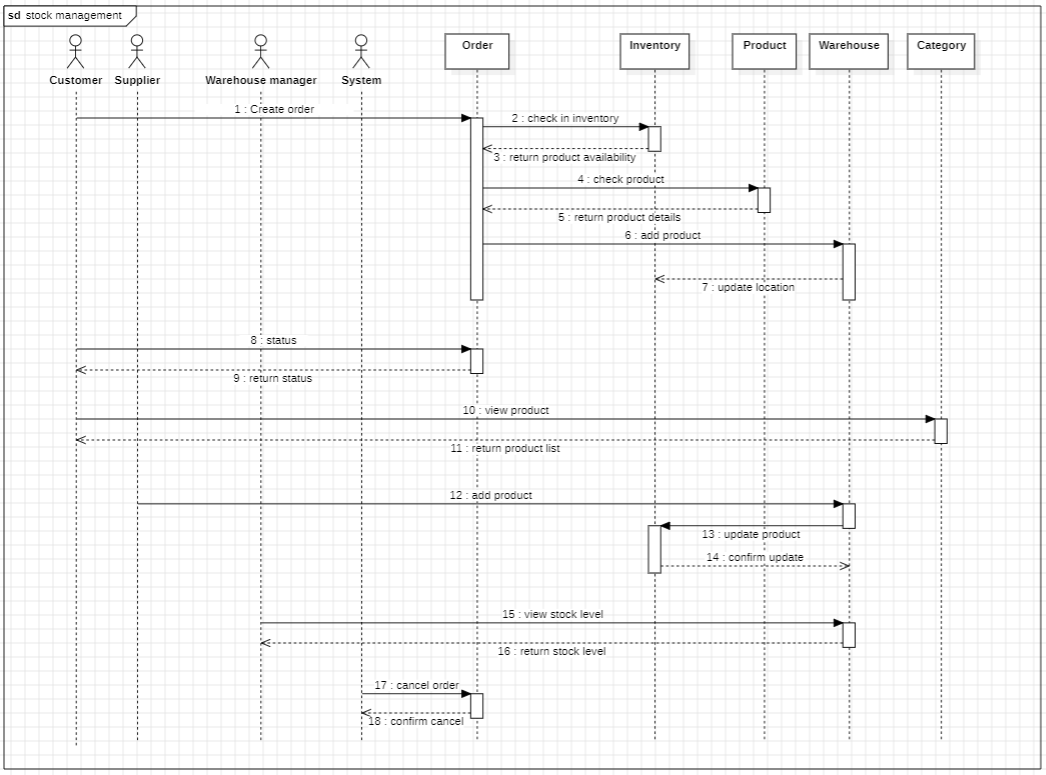 sd stock management
Customer
Supplier
Warehouse manager
System
Order
Inventory
Product
Warehouse
Category
1 : Create order
2 : check in inventory
3 : return product availability
4 : check product
5 : return product details
6 : add product
7 : update location
8 : status
9 : return status
10 : view product
11 : return product list
12 : add product
13 : update product
14 : confirm update
15 : view stock level
16 : return stock level
17 : cancel order
18 : confirm cancel